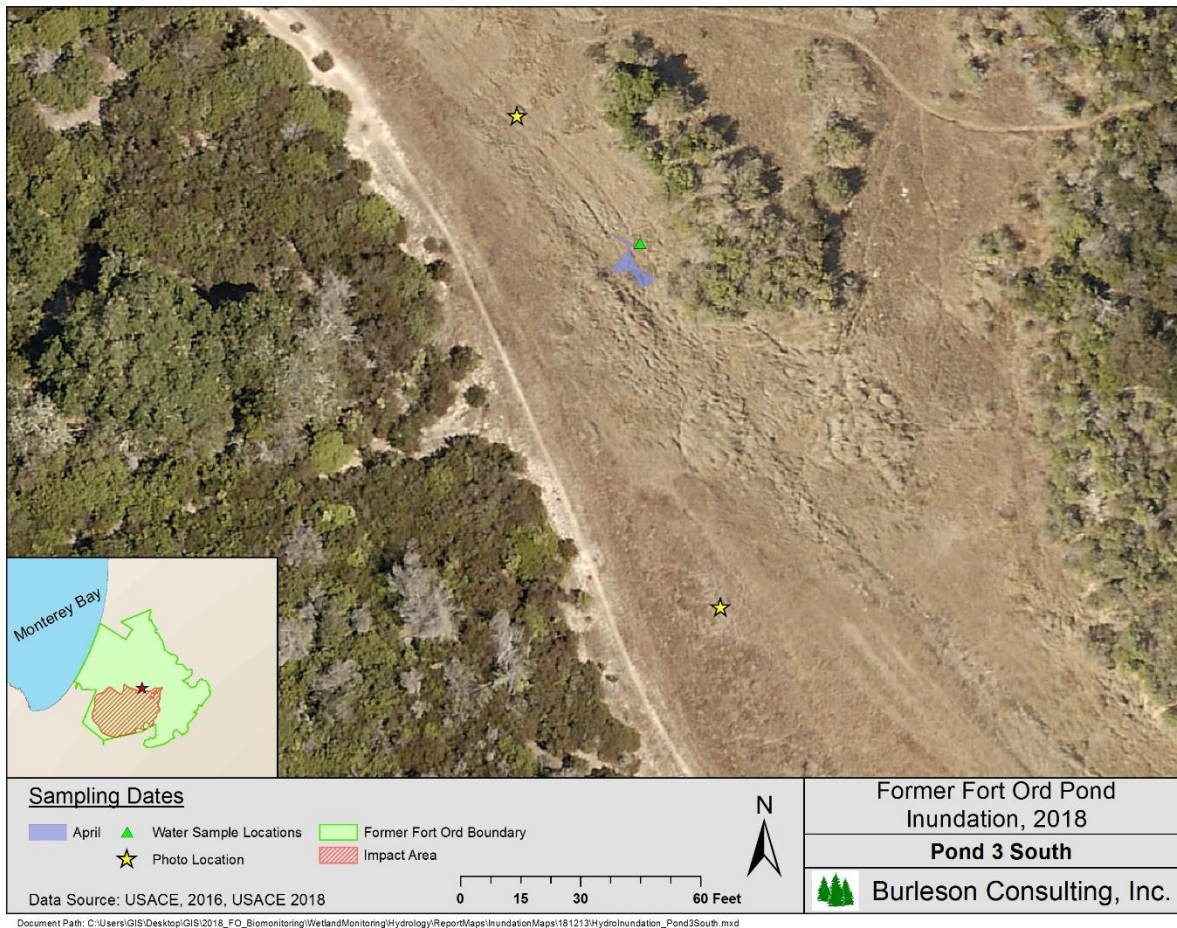 Monterey Bay
Sampling Dates
April
Water Sample Locations
Former Fort Ord Boundary
Photo Location
Impact Area
Data Source: USACE, 2016, USACE 2018
N
0 15 30 60 Feet
Former Fort Ord Pond
Inundation, 2018
Pond 3 South
Burleson Consulting, Inc.
Document Path: C:\Users\GIS\Desktop\GIS\2018_FO_Biomonitoring\WetlandMonitoring\Hydrology\ReportMaps\InundationMaps\181213\HydroInundation_Pond3South.mxd